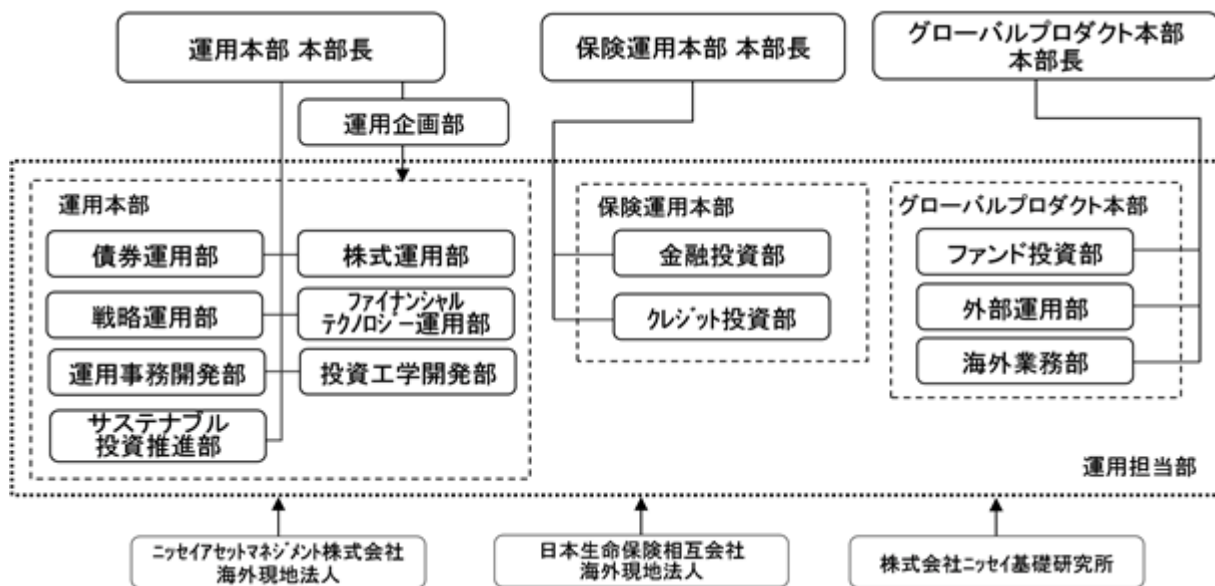 運用本部 本部長
保険運用本部 本部長
グローバルプロダクト本部
本部長
運用企画部
運用本部
債券運用部
株式運用部
戦略運用部
ファイナンシャル
テクノロジー運用部
運用事務開発部
投資工学開発部
サステナブル
投資推進部
保険運用本部
金融投資部
クレジット投資部
グローバルプロダクト本部
ファンド投資部
外部運用部
海外業務部
運用担当部
ニッセイアセットマネジメント株式会社
海外現地法人
日本生命保険相互会社
海外現地法人
株式会社ニッセイ基礎研究所